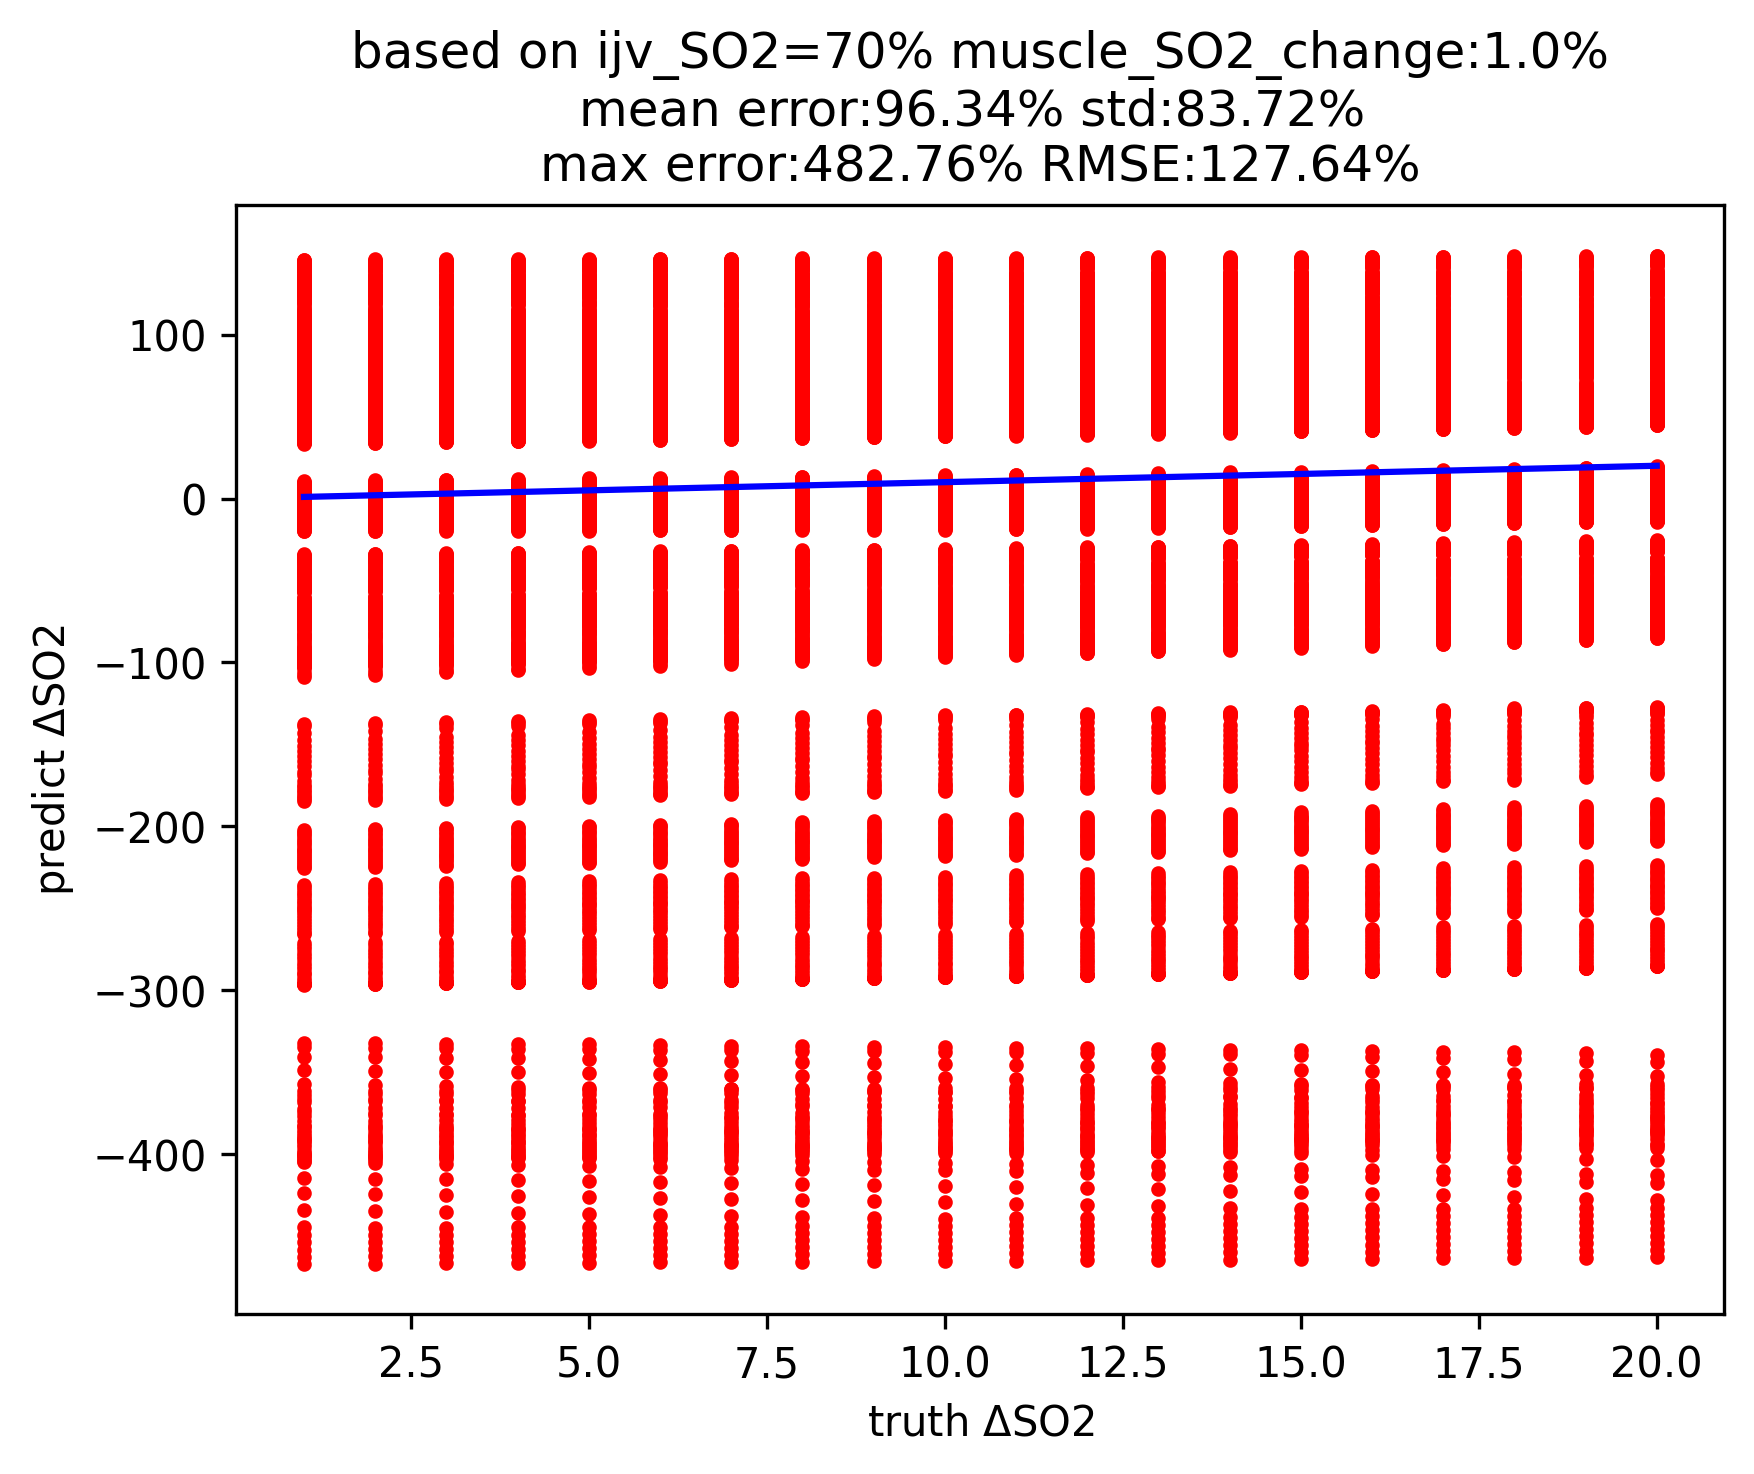 based on ijv_SO2=70% muscle_SO2_change:1.0%
mean error:96.34% std:83.72%
max error:482.76% RMSE:127.64%
100
0
−100
−200
−300
−400
predict ΔSO2
2.5 5.0 7.5 10.0 12.5 15.0 17.5 20.0
truth ΔSO2